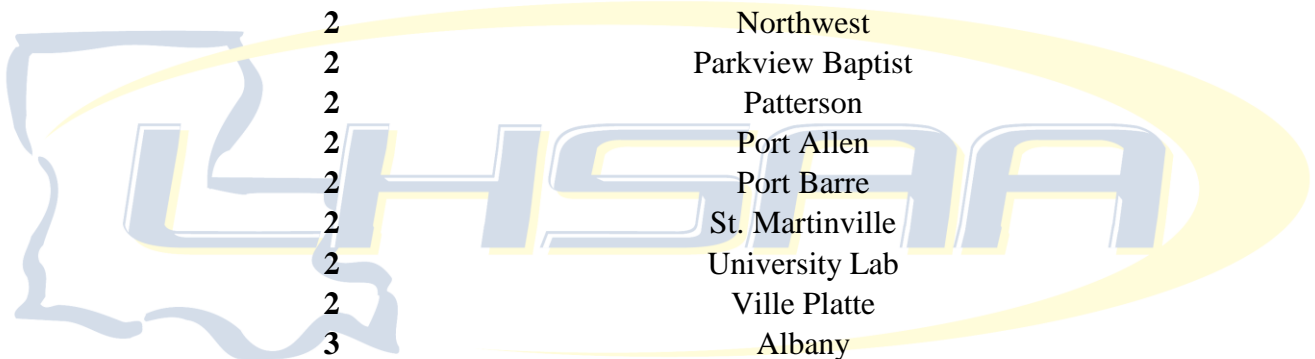 2 Northwest
2 Parkview Baptist
2 Patterson
2 Port Allen
2 Port Barre
2 St. Martinville
2 University Lab
2 Ville Platte
3 Albany
LHSAA